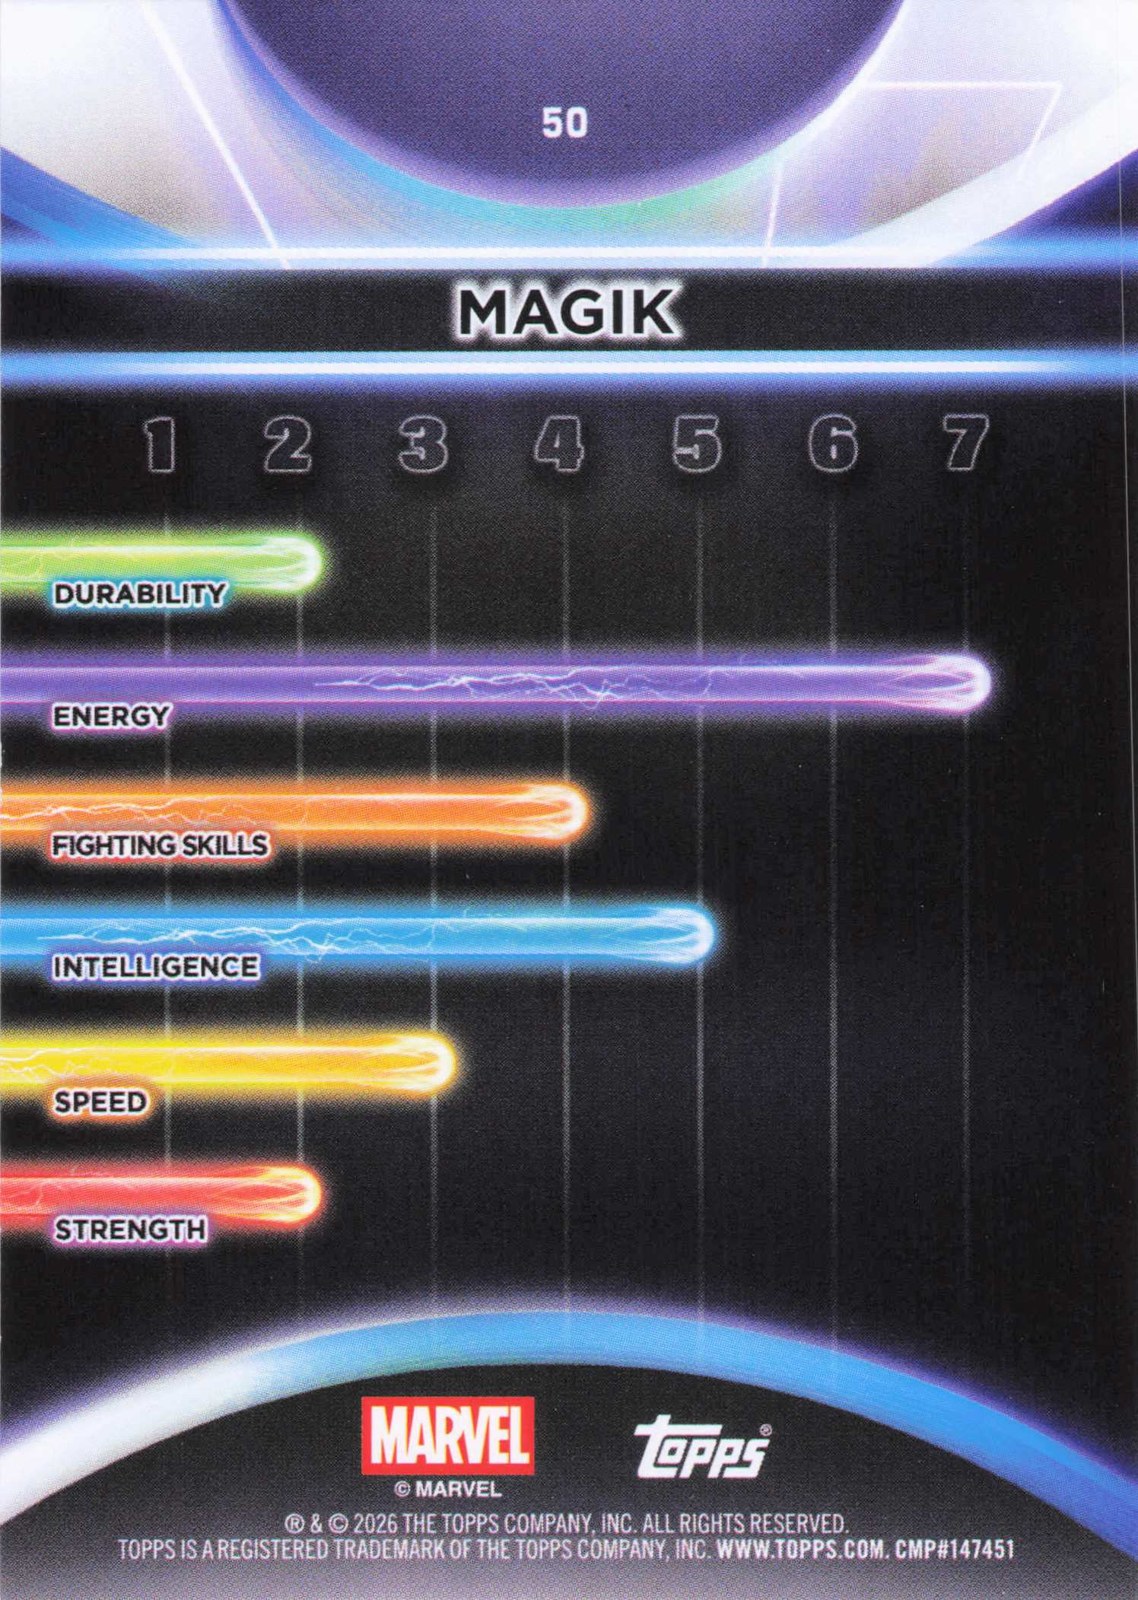 50
MAGIK
1 2 3 4 5 6 7
DURABILITY
ENERGY
FIGHTING SKILLS
INTELLIGENCE
SPEED
STRENGTH
MARVEL
© MARVEL
topps®
® & © 2026 THE TOPPS COMPANY, INC. ALL RIGHTS RESERVED.
TOPPS IS A REGISTERED TRADEMARK OF THE TOPPS COMPANY, INC. WWW.TOPPS.COM. CMP#147451